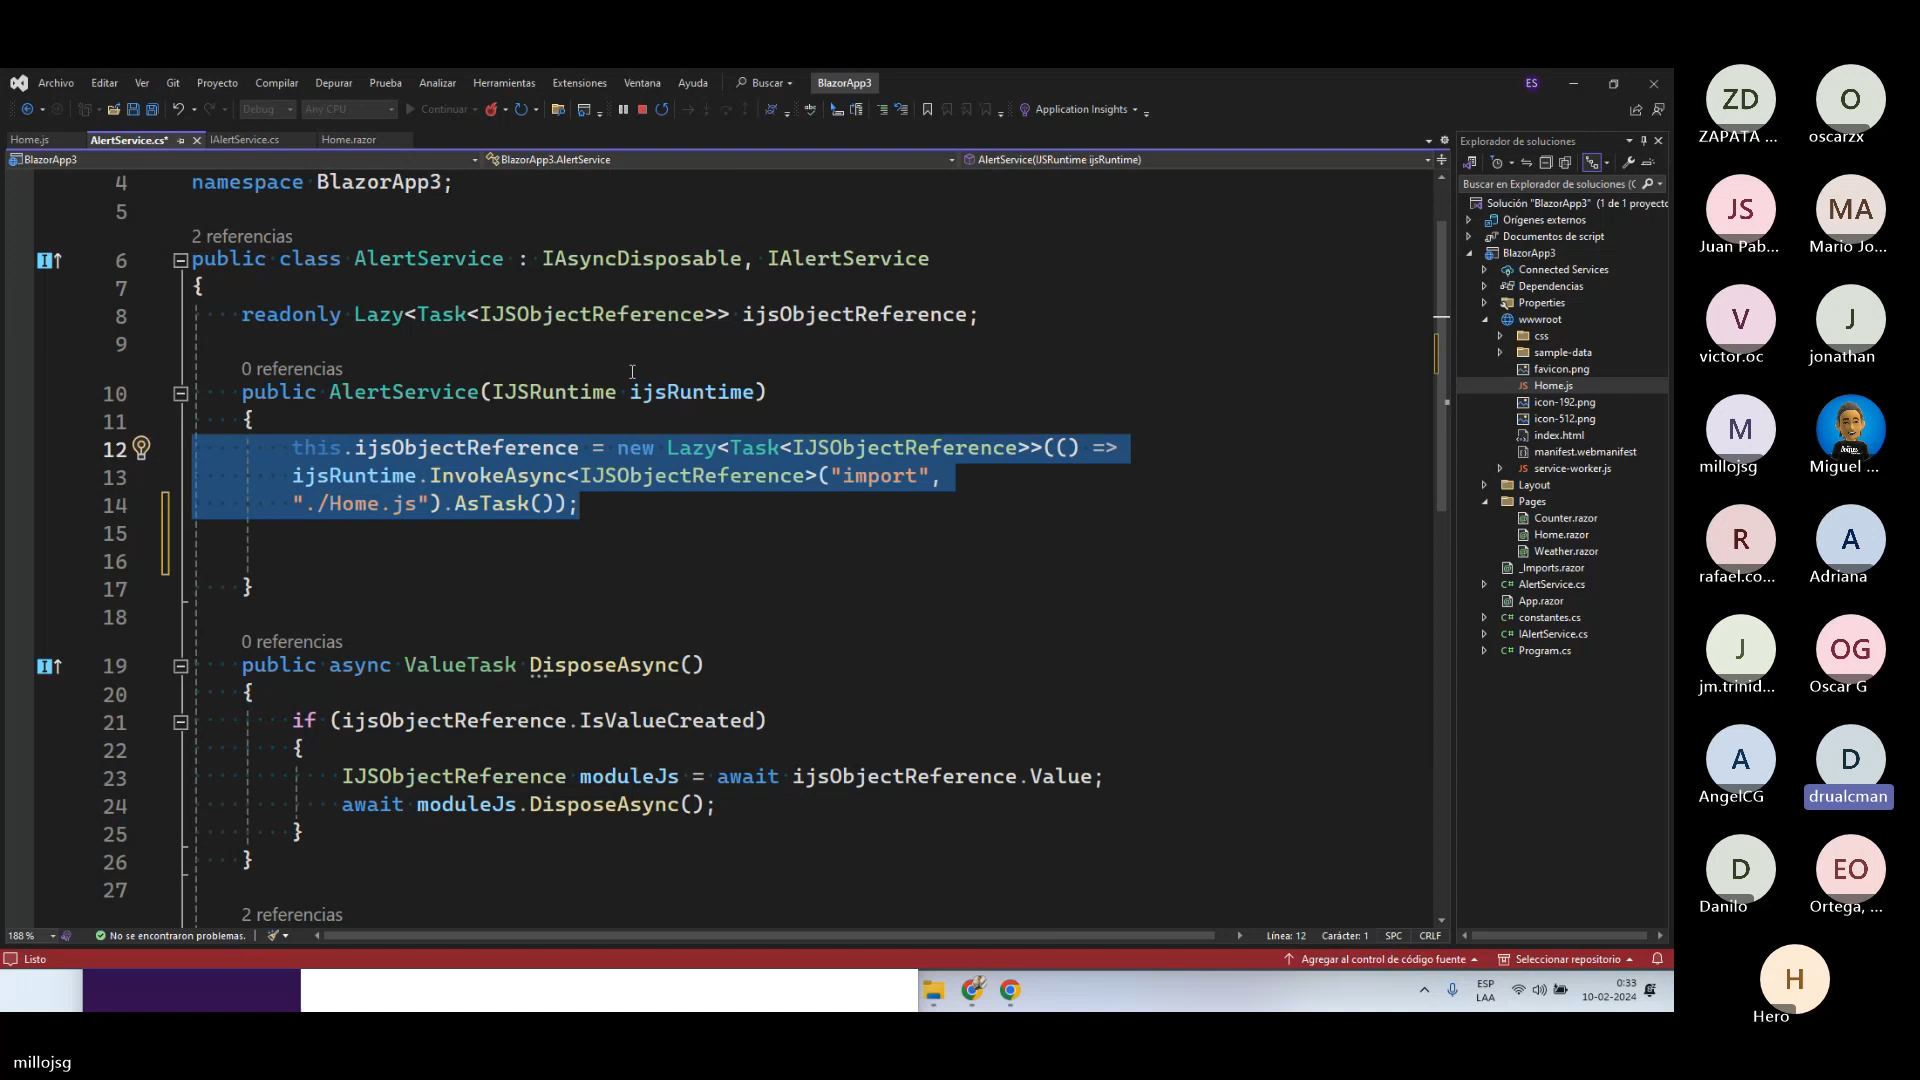 Archivo Editar Ver Git Proyecto Compilar Depurar Prueba Analizar Herramientas Extensiones Ventana Ayuda Buscar BlazorApp3 ES
Debug Any CPU Continuar Application Insights
Home.js AlertService.cs* IAlertService.cs Home.razor
BlazorApp3 BlazorApp3.AlertService AlertService(IJSRuntime ijsRuntime)
4 namespace BlazorApp3;
5
2 referencias
6 public class AlertService : IAsyncDisposable, IAlertService
7 {
8 readonly Lazy<Task<IJSObjectReference>> ijsObjectReference;
9
0 referencias
10 public AlertService(IJSRuntime ijsRuntime)
11 {
12 this.ijsObjectReference = new Lazy<Task<IJSObjectReference>>(() =>
13 ijsRuntime.InvokeAsync<IJSObjectReference>("import",
14 "./Home.js").AsTask());
15
16
17 }
18
0 referencias
19 public async ValueTask DisposeAsync()
20 {
21 if (ijsObjectReference.IsValueCreated)
22 {
23 IJSObjectReference moduleJs = await ijsObjectReference.Value;
24 await moduleJs.DisposeAsync();
25 }
26 }
27
2 referencias
188 % No se encontraron problemas. Línea: 12 Carácter: 1 SPC CRLF
Listo Agregar al control de código fuente Seleccionar repositorio
Explorador de soluciones
Buscar en Explorador de soluciones (C
Solución "BlazorApp3" (1 de 1 proyecto
Orígenes externos
Documentos de script
BlazorApp3
Connected Services
Dependencias
Properties
wwwroot
css
sample-data
favicon.png
JS Home.js
icon-192.png
icon-512.png
index.html
manifest.webmanifest
JS service-worker.js
Layout
Pages
Counter.razor
Home.razor
Weather.razor
_Imports.razor
C# AlertService.cs
App.razor
C# constantes.cs
C# IAlertService.cs
C# Program.cs
ESP
LAA
0:33
10-02-2024
ZD O
ZAPATA ... oscarzx
JS MA
Juan Pab... Mario Jo...
V J
victor.oc jonathan
M
millojsg Miguel ...
R A
rafael.co... Adriana
J OG
jm.trinid... Oscar G
A D
AngelCG drualcman
D EO
Danilo Ortega, ...
H
Hero
millojsg